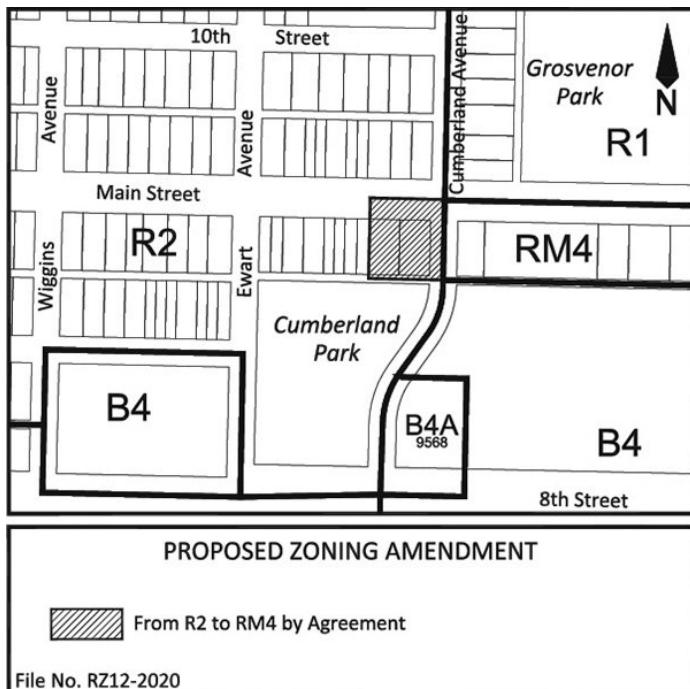 10th Street
Avenue
Avenue
Cumberland Avenue
Grosvenor
Park
N
R1
Main Street
R2
RM4
Wiggins
Ewart
Cumberland
Park
B4
B4A
9568
B4
8th Street
PROPOSED ZONING AMENDMENT
From R2 to RM4 by Agreement
File No. RZ12-2020